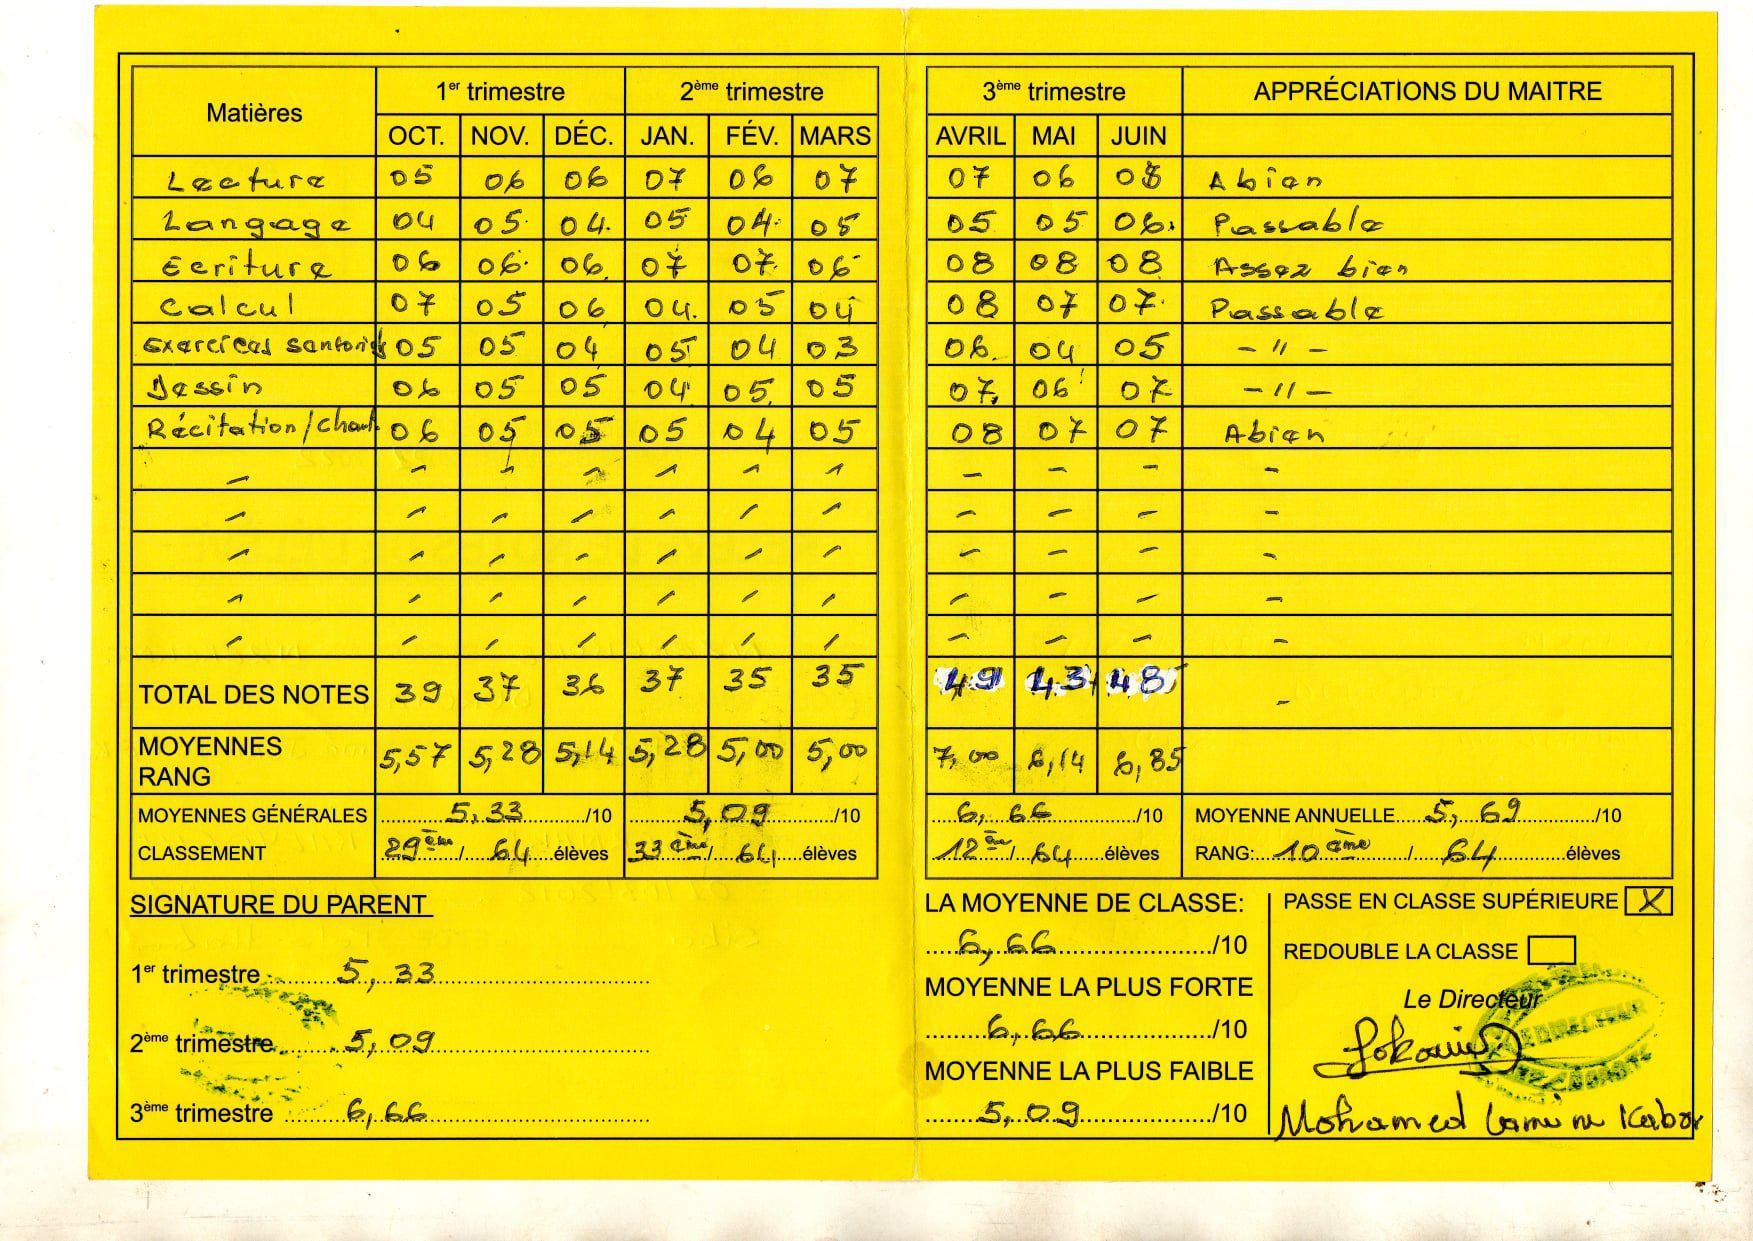 Matières 1er trimestre 2ème trimestre 3ème trimestre APPRÉCIATIONS DU MAITRE
OCT. NOV. DÉC. JAN. FÉV. MARS AVRIL MAI JUIN
Lecture 05 06 06 07 06 07 07 06 08 Abien
Langage 04 05 04 05 04 05 05 05 06 Passable
Ecriture 06 06 06 07 07 06 08 08 08 Assez bien
Calcul 07 05 06 04 05 04 08 07 07 Passable
Exercices 05 05 04 05 04 03 06 04 05 - " -
Dessin 06 05 05 04 05 05 07 06 07 - " -
Récitation/Chant 06 05 05 05 04 05 08 07 07 Abien
TOTAL DES NOTES 39 37 36 37 35 35 49 43 48
MOYENNES RANG 5,57 5,28 5,14 5,28 5,00 5,00 7,00 6,14 6,85
MOYENNES GÉNÉRALES 5,33 /10 5,09 /10 6,66 /10 MOYENNE ANNUELLE 5,69 /10
CLASSEMENT 29ème / 64 élèves 33ème / 64 élèves 12ème / 64 élèves RANG: 10ème / 64 élèves
SIGNATURE DU PARENT
1er trimestre 5,33
2ème trimestre 5,09
3ème trimestre 6,66
LA MOYENNE DE CLASSE:
6,66 /10
MOYENNE LA PLUS FORTE
6,66 /10
MOYENNE LA PLUS FAIBLE
5,09 /10
PASSE EN CLASSE SUPÉRIEURE X
REDOUBLE LA CLASSE
Le Directeur
LE DIRECTEUR
Mohamed Lamine